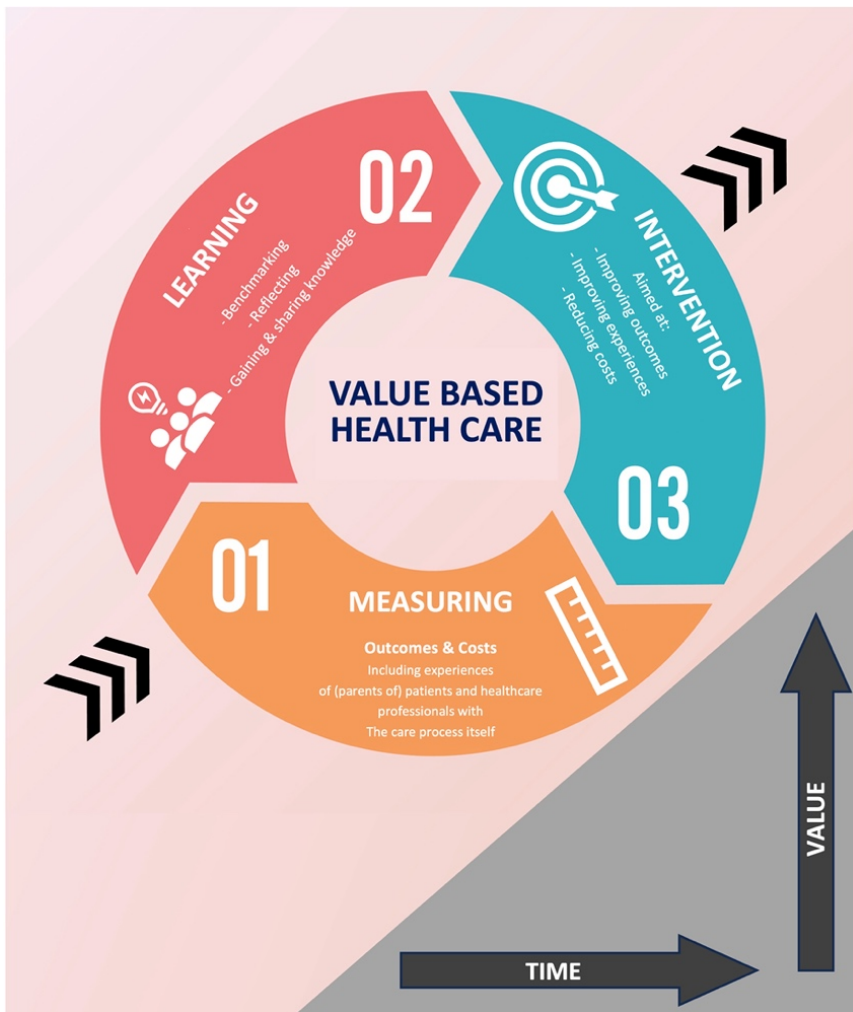 VALUE BASED
HEALTH CARE
01
MEASURING
Outcomes & Costs
Including experiences
of (parents of) patients and healthcare
professionals with
The care process itself
02
LEARNING
- Benchmarking
- Reflecting
- Gaining & sharing knowledge
03
INTERVENTION
Aimed at:
- Improving outcomes
- Improving experiences
- Reducing costs
VALUE
TIME